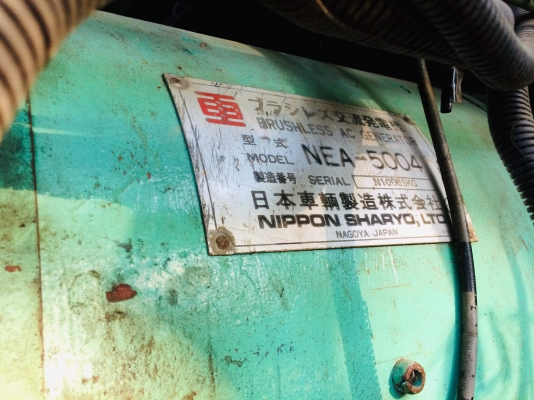 車 ブラシレス交流発電機
BRUSHLESS AC GENERATOR
型式
MODEL NEA-5004
製造番号 SERIAL
日本車輌製造株式会社
NIPPON SHARYO, LTD
NAGOYA JAPAN